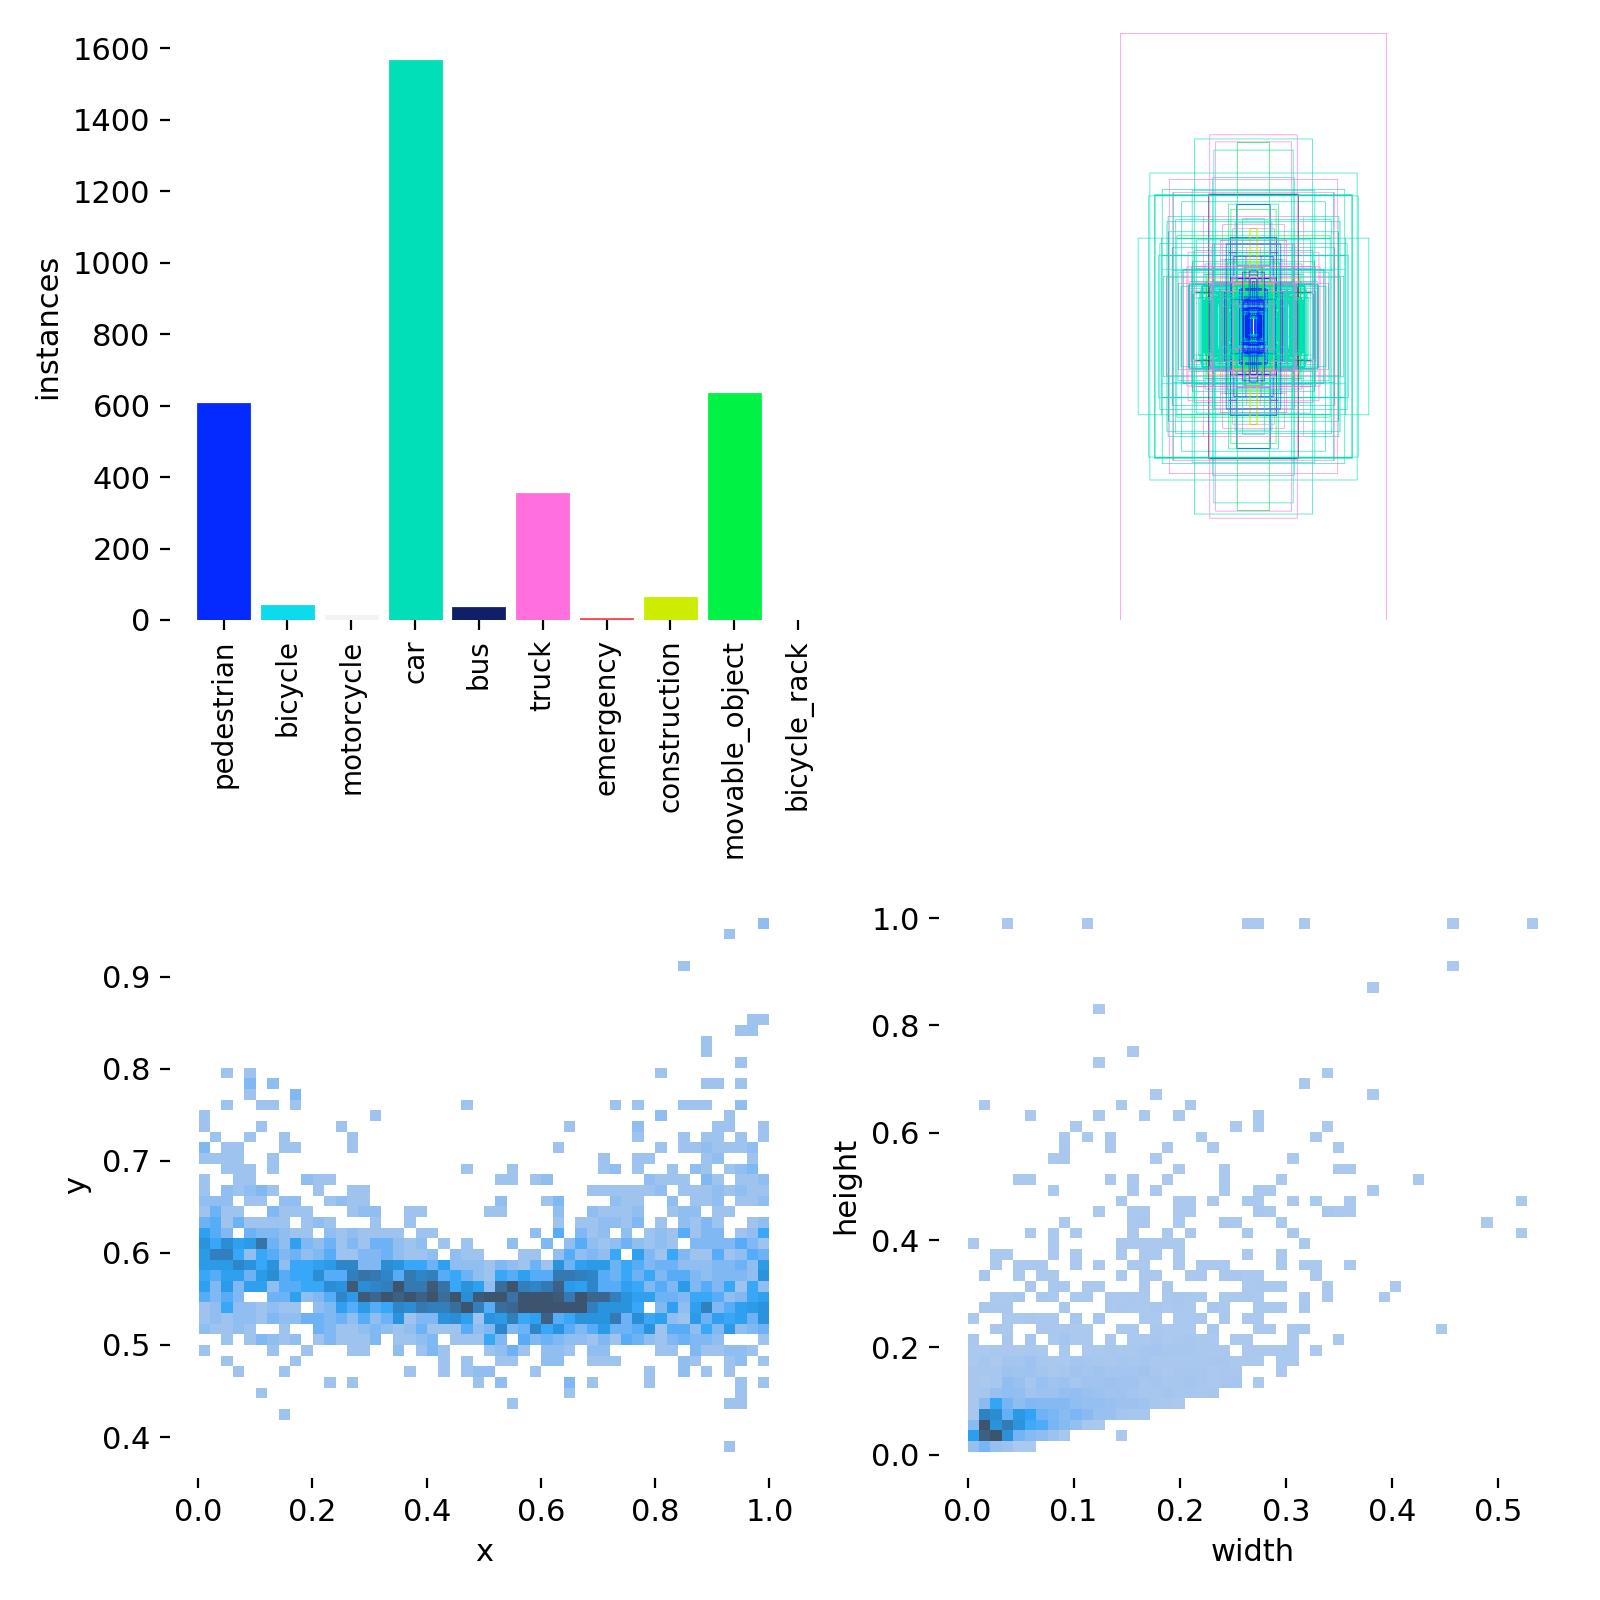 1600
1400
1200
1000
800
600
400
200
0
instances
pedestrian
bicycle
motorcycle
car
bus
truck
emergency
construction
movable_object
bicycle_rack
0.9
0.8
0.7
0.6
0.5
0.4
y
0.0 0.2 0.4 0.6 0.8 1.0
x
1.0
0.8
0.6
0.4
0.2
0.0
height
0.0 0.1 0.2 0.3 0.4 0.5
width